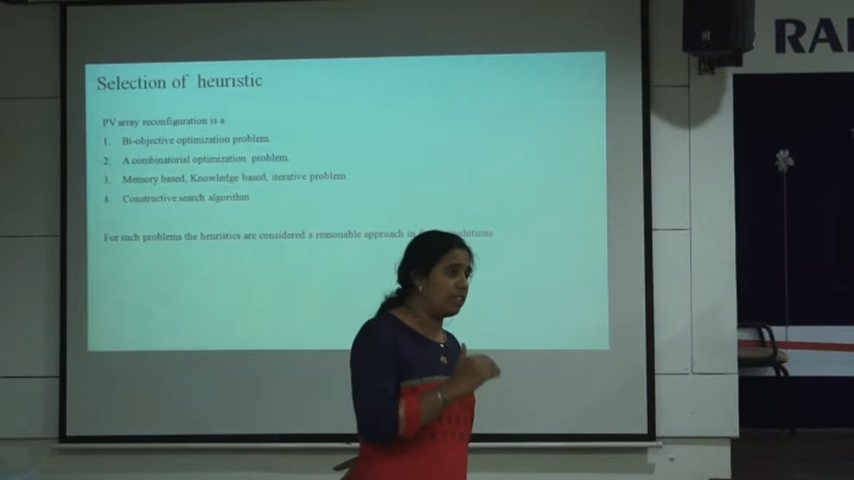 Selection of heuristic
PV array reconfiguration is a
1. Bi-objective optimization problem.
2. A combinatorial optimization problem.
3. Memory based, Knowledge based, iterative problem
4. Constructive search algorithm
For such problems the heuristics are considered a reasonable approach in solutions